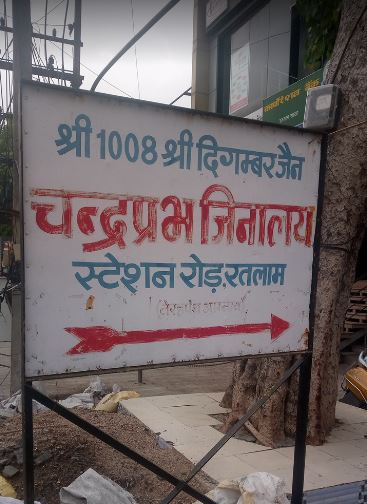 श्री 1008 श्री दिगम्बर जैन
चन्द्रप्रभ जिनालय
स्टेशन रोड़, रतलाम